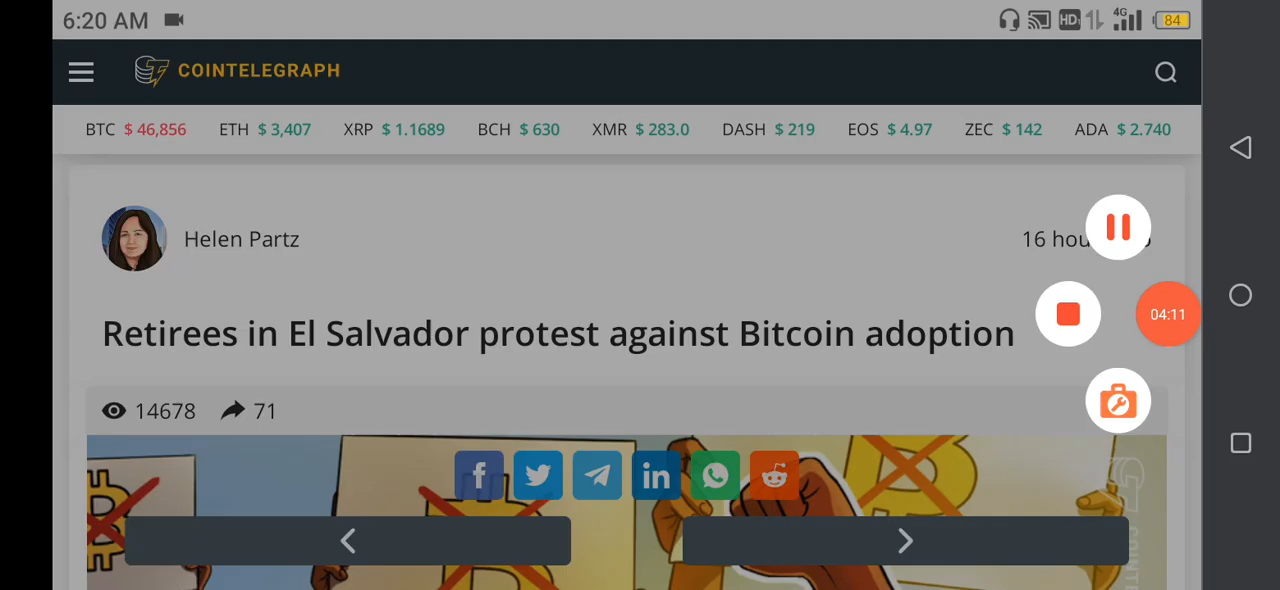 6:20 AM HD 4G 84
COINTELEGRAPH
BTC $ 46,856 ETH $ 3,407 XRP $ 1.1689 BCH $ 630 XMR $ 283.0 DASH $ 219 EOS $ 4.97 ZEC $ 142 ADA $ 2.740
Helen Partz
16
Retirees in El Salvador protest against Bitcoin adoption
04:11
14678 71